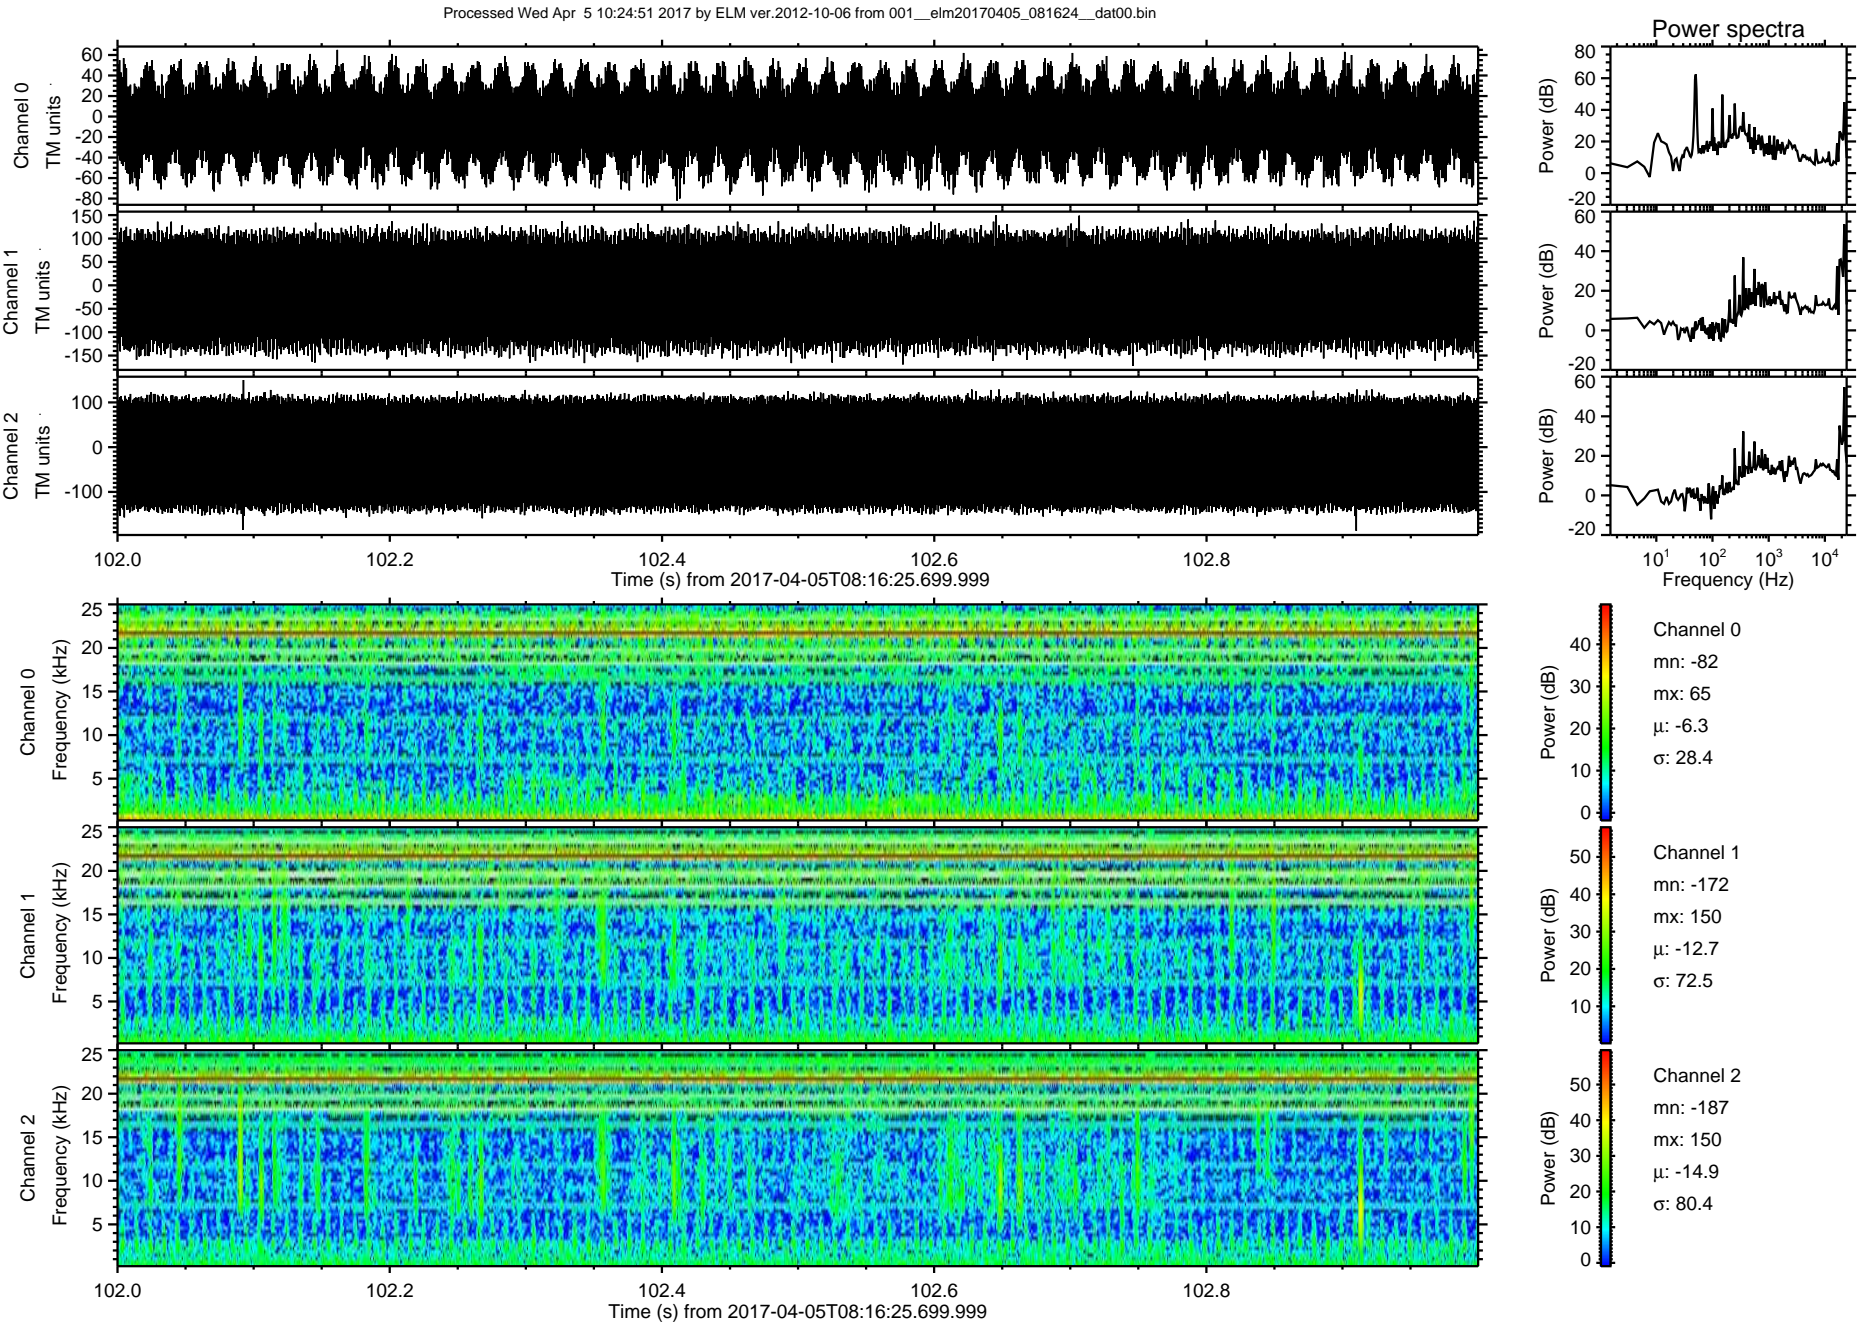 Processed Wed Apr  5 10:24:51 2017 by ELM ver.2012-10-06 from 001__elm20170405_081624__dat00.bin
Power spectra
Channel 0
TM units
60
40
20
0
-20
-40
-60
-80
Power (dB)
80
60
40
20
0
-20
Channel 1
TM units
150
100
50
0
-50
-100
-150
Power (dB)
60
40
20
0
-20
Channel 2
TM units
100
0
-100
Power (dB)
60
40
20
0
-20
102.0 102.2 102.4 102.6 102.8
Time (s) from 2017-04-05T08:16:25.699.999
10^1 10^2 10^3 10^4
Frequency (Hz)
Channel 0
Frequency (kHz)
25
20
15
10
5
Power (dB)
40
30
20
10
0
Channel 0
mn: -82
mx: 65
μ: -6.3
σ: 28.4
Channel 1
Frequency (kHz)
25
20
15
10
5
Power (dB)
50
40
30
20
10
Channel 1
mn: -172
mx: 150
μ: -12.7
σ: 72.5
Channel 2
Frequency (kHz)
25
20
15
10
5
Power (dB)
50
40
30
20
10
0
Channel 2
mn: -187
mx: 150
μ: -14.9
σ: 80.4
102.0 102.2 102.4 102.6 102.8
Time (s) from 2017-04-05T08:16:25.699.999